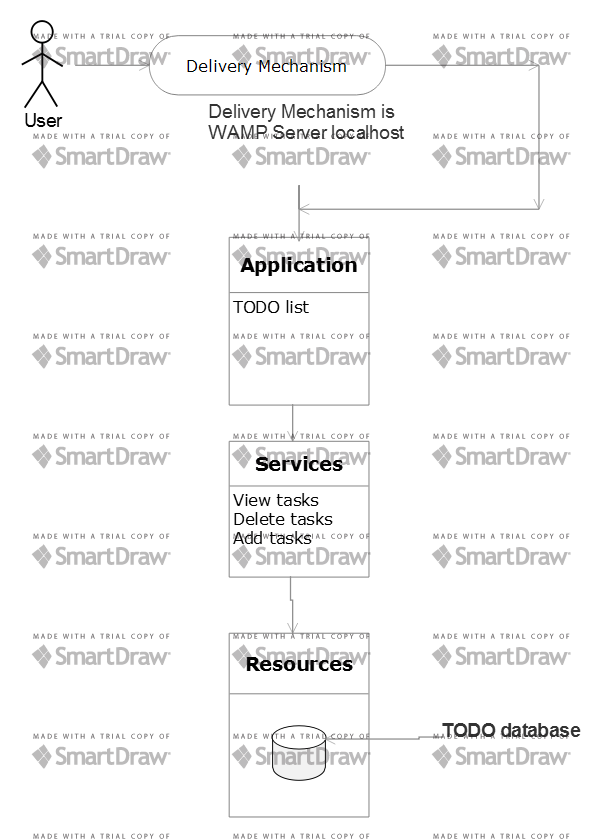 Delivery Mechanism
User
Delivery Mechanism is
WAMP Server localhost
Application
TODO list
Services
View tasks
Delete tasks
Add tasks
Resources
TODO database
MADE WITH A TRIAL COPY OF
SmartDraw